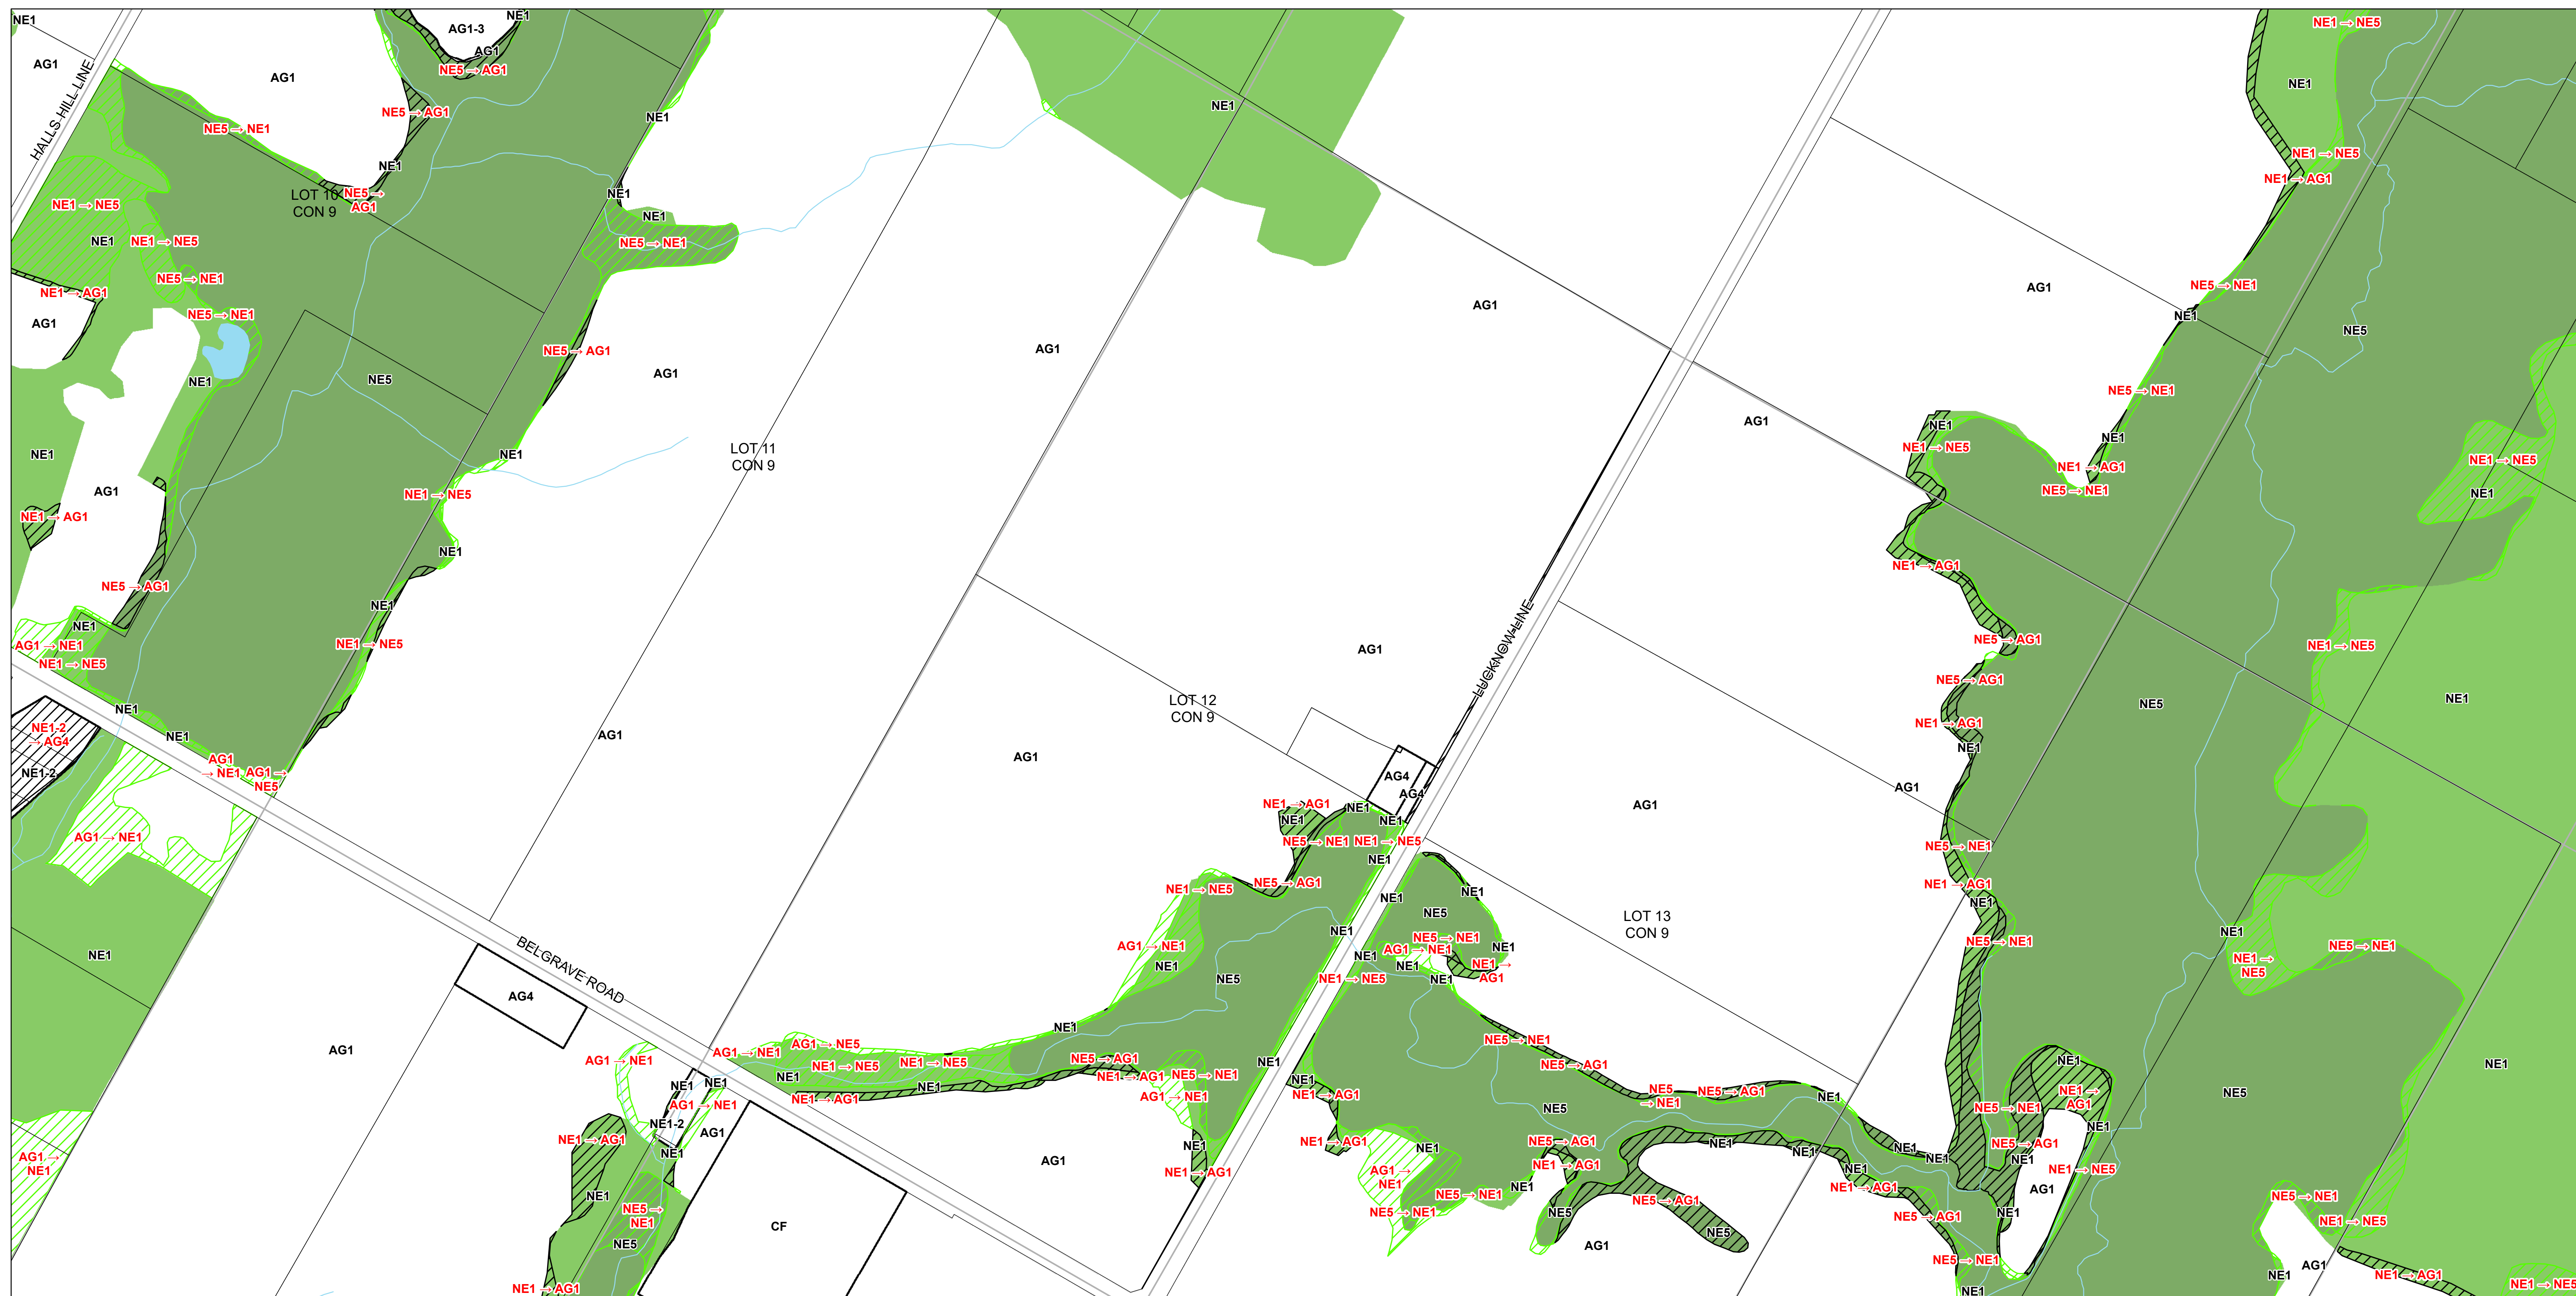 NE1
AG1-3
NE1
NE1 → NE5
AG1
AG1
AG1
NE5 → AG1
HALLS HILL LINE
NE5 → AG1
NE1
NE1
NE1
NE5 → NE1
NE1 → NE5
NE1
NE1 → AG1
LOT 10
CON 9
NE5 →
AG1
NE1
NE1 → NE5
NE1
NE1
NE1 → NE5
NE5 → NE1
NE5 → NE1
NE1 → AG1
NE5 → NE1
AG1
AG1
NE5 → NE1
AG1
NE5 → NE1
NE1
NE5
NE5 → AG1
AG1
AG1
NE1
NE5
NE5 → NE1
AG1
NE1
NE1
NE1
LOT 11
CON 9
NE1
NE1 → NE5
NE1 → AG1
NE1 → NE5
AG1
NE1 → NE5
NE5 → NE1
NE1
NE1 → AG1
NE1
NE1 → AG1
NE5 → AG1
NE1
NE1
AG1 → NE1
NE1 → NE5
NE1 → NE5
AG1
LUCKNOW LINE
NE5 → AG1
NE1 → NE5
NE5 → AG1
NE1
LOT 12
CON 9
NE5
NE1
NE1-2
→ AG4
NE1
AG1
NE1 → AG1
NE1
NE1-2
AG1
→ NE1
AG1 →
NE5
AG1
AG4
AG4
AG1
AG1
AG1 → NE1
NE1 → AG1
NE1
NE1
NE1
NE5 → NE1
NE1 → NE5
NE1
NE5 → NE1
NE1 → NE5
NE5 → AG1
NE1
NE1
NE1 → AG1
NE1
NE5
LOT 13
CON 9
NE1
BELGRAVE ROAD
NE1
AG1 → NE1
NE1
NE5
NE1
NE5 → NE1
AG1 → NE1
NE1
NE1
NE1
NE1 →
AG1
NE1 → NE5
NE5 → NE1
NE1 →
NE5
NE5 → NE1
AG4
NE1
AG1
AG1 → NE1
AG1 → NE1
AG1 → NE5
NE1 → NE5
NE1 → NE5
NE1
NE5 → AG1
NE1 → AG1
NE5 → NE1
NE1
NE5 → NE1
NE5 → AG1
NE1
NE1
NE1
NE1
NE1
AG1 → NE1
NE1 → AG1
AG1 → NE1
NE1
NE1 → AG1
NE5
NE5
→ NE1
NE5 → AG1
NE1
NE1 →
AG1
NE5 → NE1
NE5
NE1-2
AG1
NE1 → AG1
NE1
NE1
NE1 → AG1
NE1
NE5 → AG1
NE1
NE1
NE1
NE1
NE5 → AG1
NE1
AG1 →
NE1
AG1
NE1 → AG1
AG1 →
NE1
NE1 → AG1
NE1
NE1
NE1
NE1 → NE5
NE1
NE5 →
NE1
NE5
CF
NE5 → NE1
NE5 → NE1
NE5
NE5 → AG1
NE5
AG1
NE1 → AG1
NE5 → AG1
AG1
NE1
NE5 → NE1
NE1 → NE5
NE1 → AG1
NE5 → NE1
NE1
NE1
AG1
NE1 → AG1
NE1 → NE5